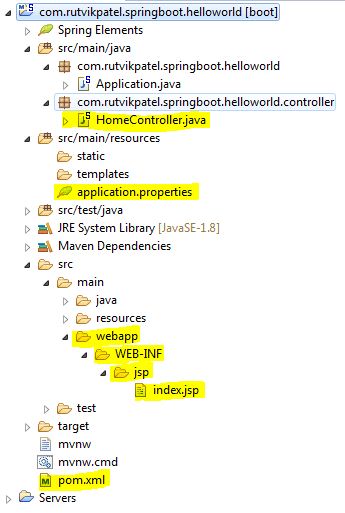 com.rutvikpatel.springboot.helloworld [boot]
Spring Elements
src/main/java
com.rutvikpatel.springboot.helloworld
Application.java
com.rutvikpatel.springboot.helloworld.controller
HomeController.java
src/main/resources
static
templates
application.properties
src/test/java
JRE System Library [JavaSE-1.8]
Maven Dependencies
src
main
java
resources
webapp
WEB-INF
jsp
index.jsp
test
target
mvnw
mvnw.cmd
pom.xml
Servers